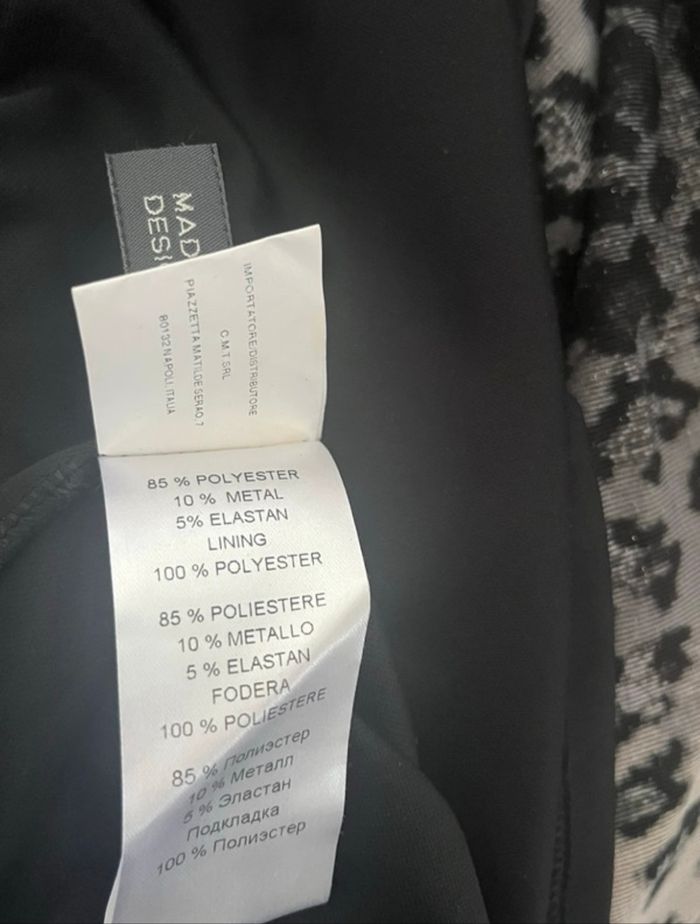 MAD
DESI
IMPORTATORE/DISTRIBUTORE
C.M.T SRL
PIAZZETTA MATILDE SERAO, 7
80132 NAPOLI, ITALIA
85 % POLYESTER
10 % METAL
5% ELASTAN
LINING
100 % POLYESTER
85 % POLIESTERE
10 % METALLO
5 % ELASTAN
FODERA
100 % POLIESTERE
85 % Полиэстер
10 % Металл
5 % Эластан
Подкладка
100 % Полиэстер